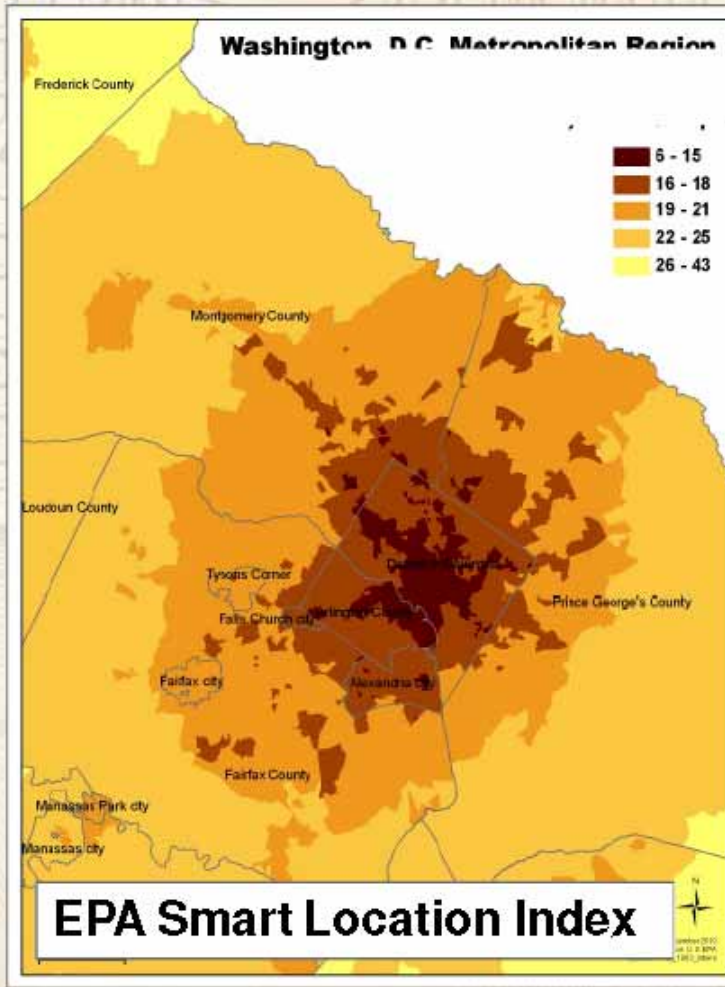 Washington, D.C. Metropolitan Region
Frederick County
6 - 15
16 - 18
19 - 21
22 - 25
26 - 43
Montgomery County
Loudoun County
Tysons Corner
Prince George's County
Falls Church city
Arlington County
Fairfax city
Alexandria city
Fairfax County
Manassas Park city
Manassas city
EPA Smart Location Index
N